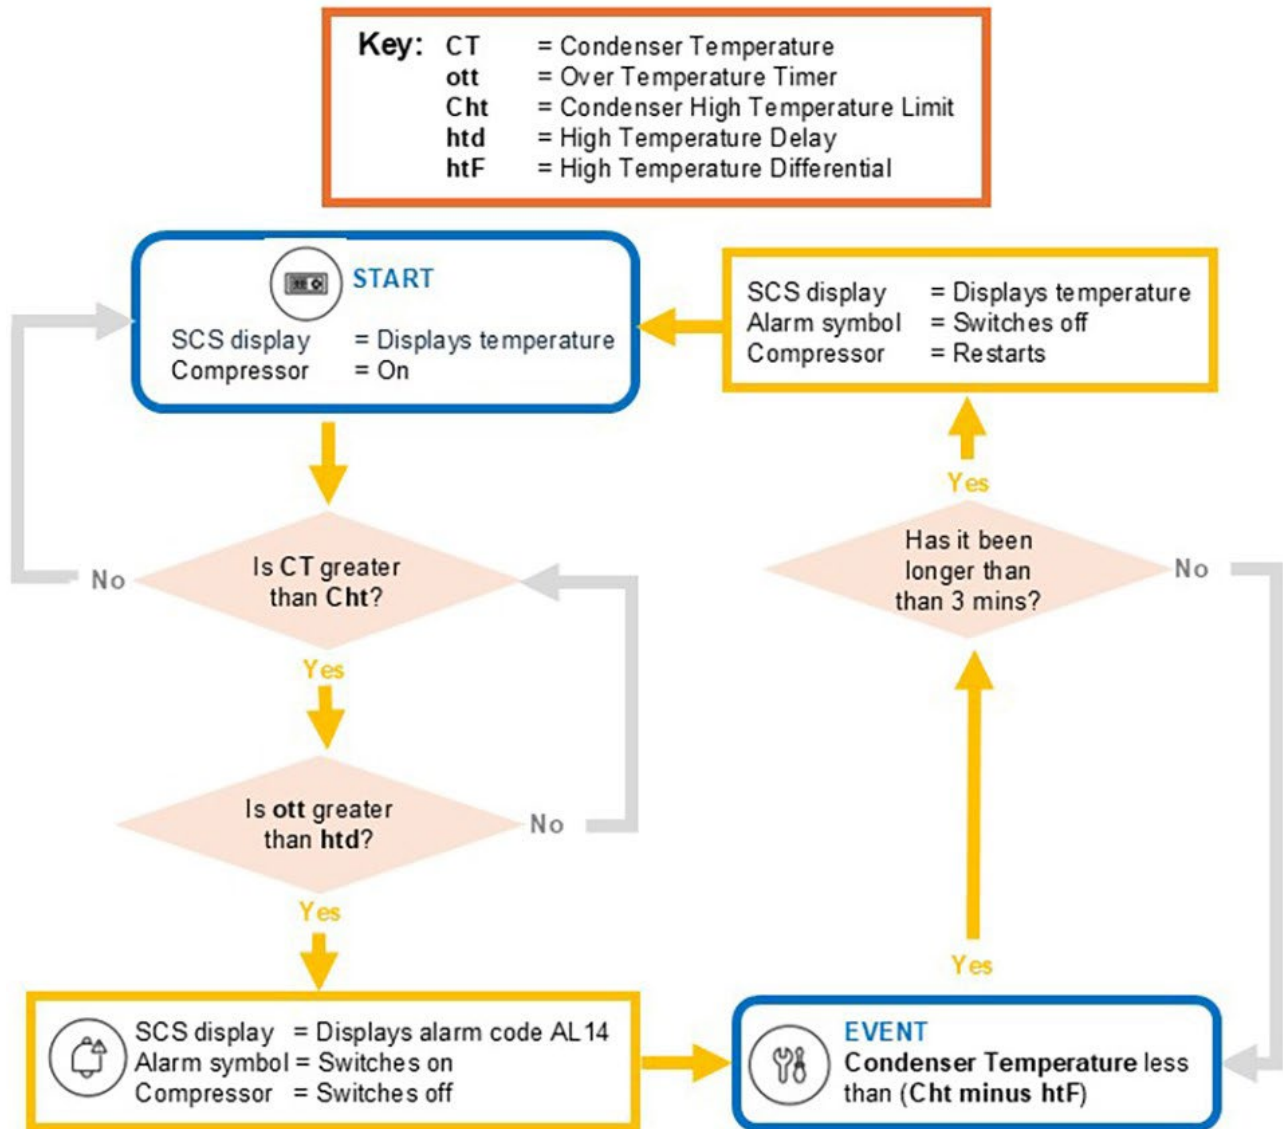 Key: CT = Condenser Temperature
ott = Over Temperature Timer
Cht = Condenser High Temperature Limit
htd = High Temperature Delay
htF = High Temperature Differential
START
SCS display = Displays temperature
Compressor = On
SCS display = Displays temperature
Alarm symbol = Switches off
Compressor = Restarts
Yes
Is CT greater
than Cht?
No
Yes
Has it been
longer than
than 3 mins?
No
Is ott greater
than htd?
No
Yes
Yes
SCS display = Displays alarm code AL14
Alarm symbol = Switches on
Compressor = Switches off
EVENT
Condenser Temperature less
than (Cht minus htF)